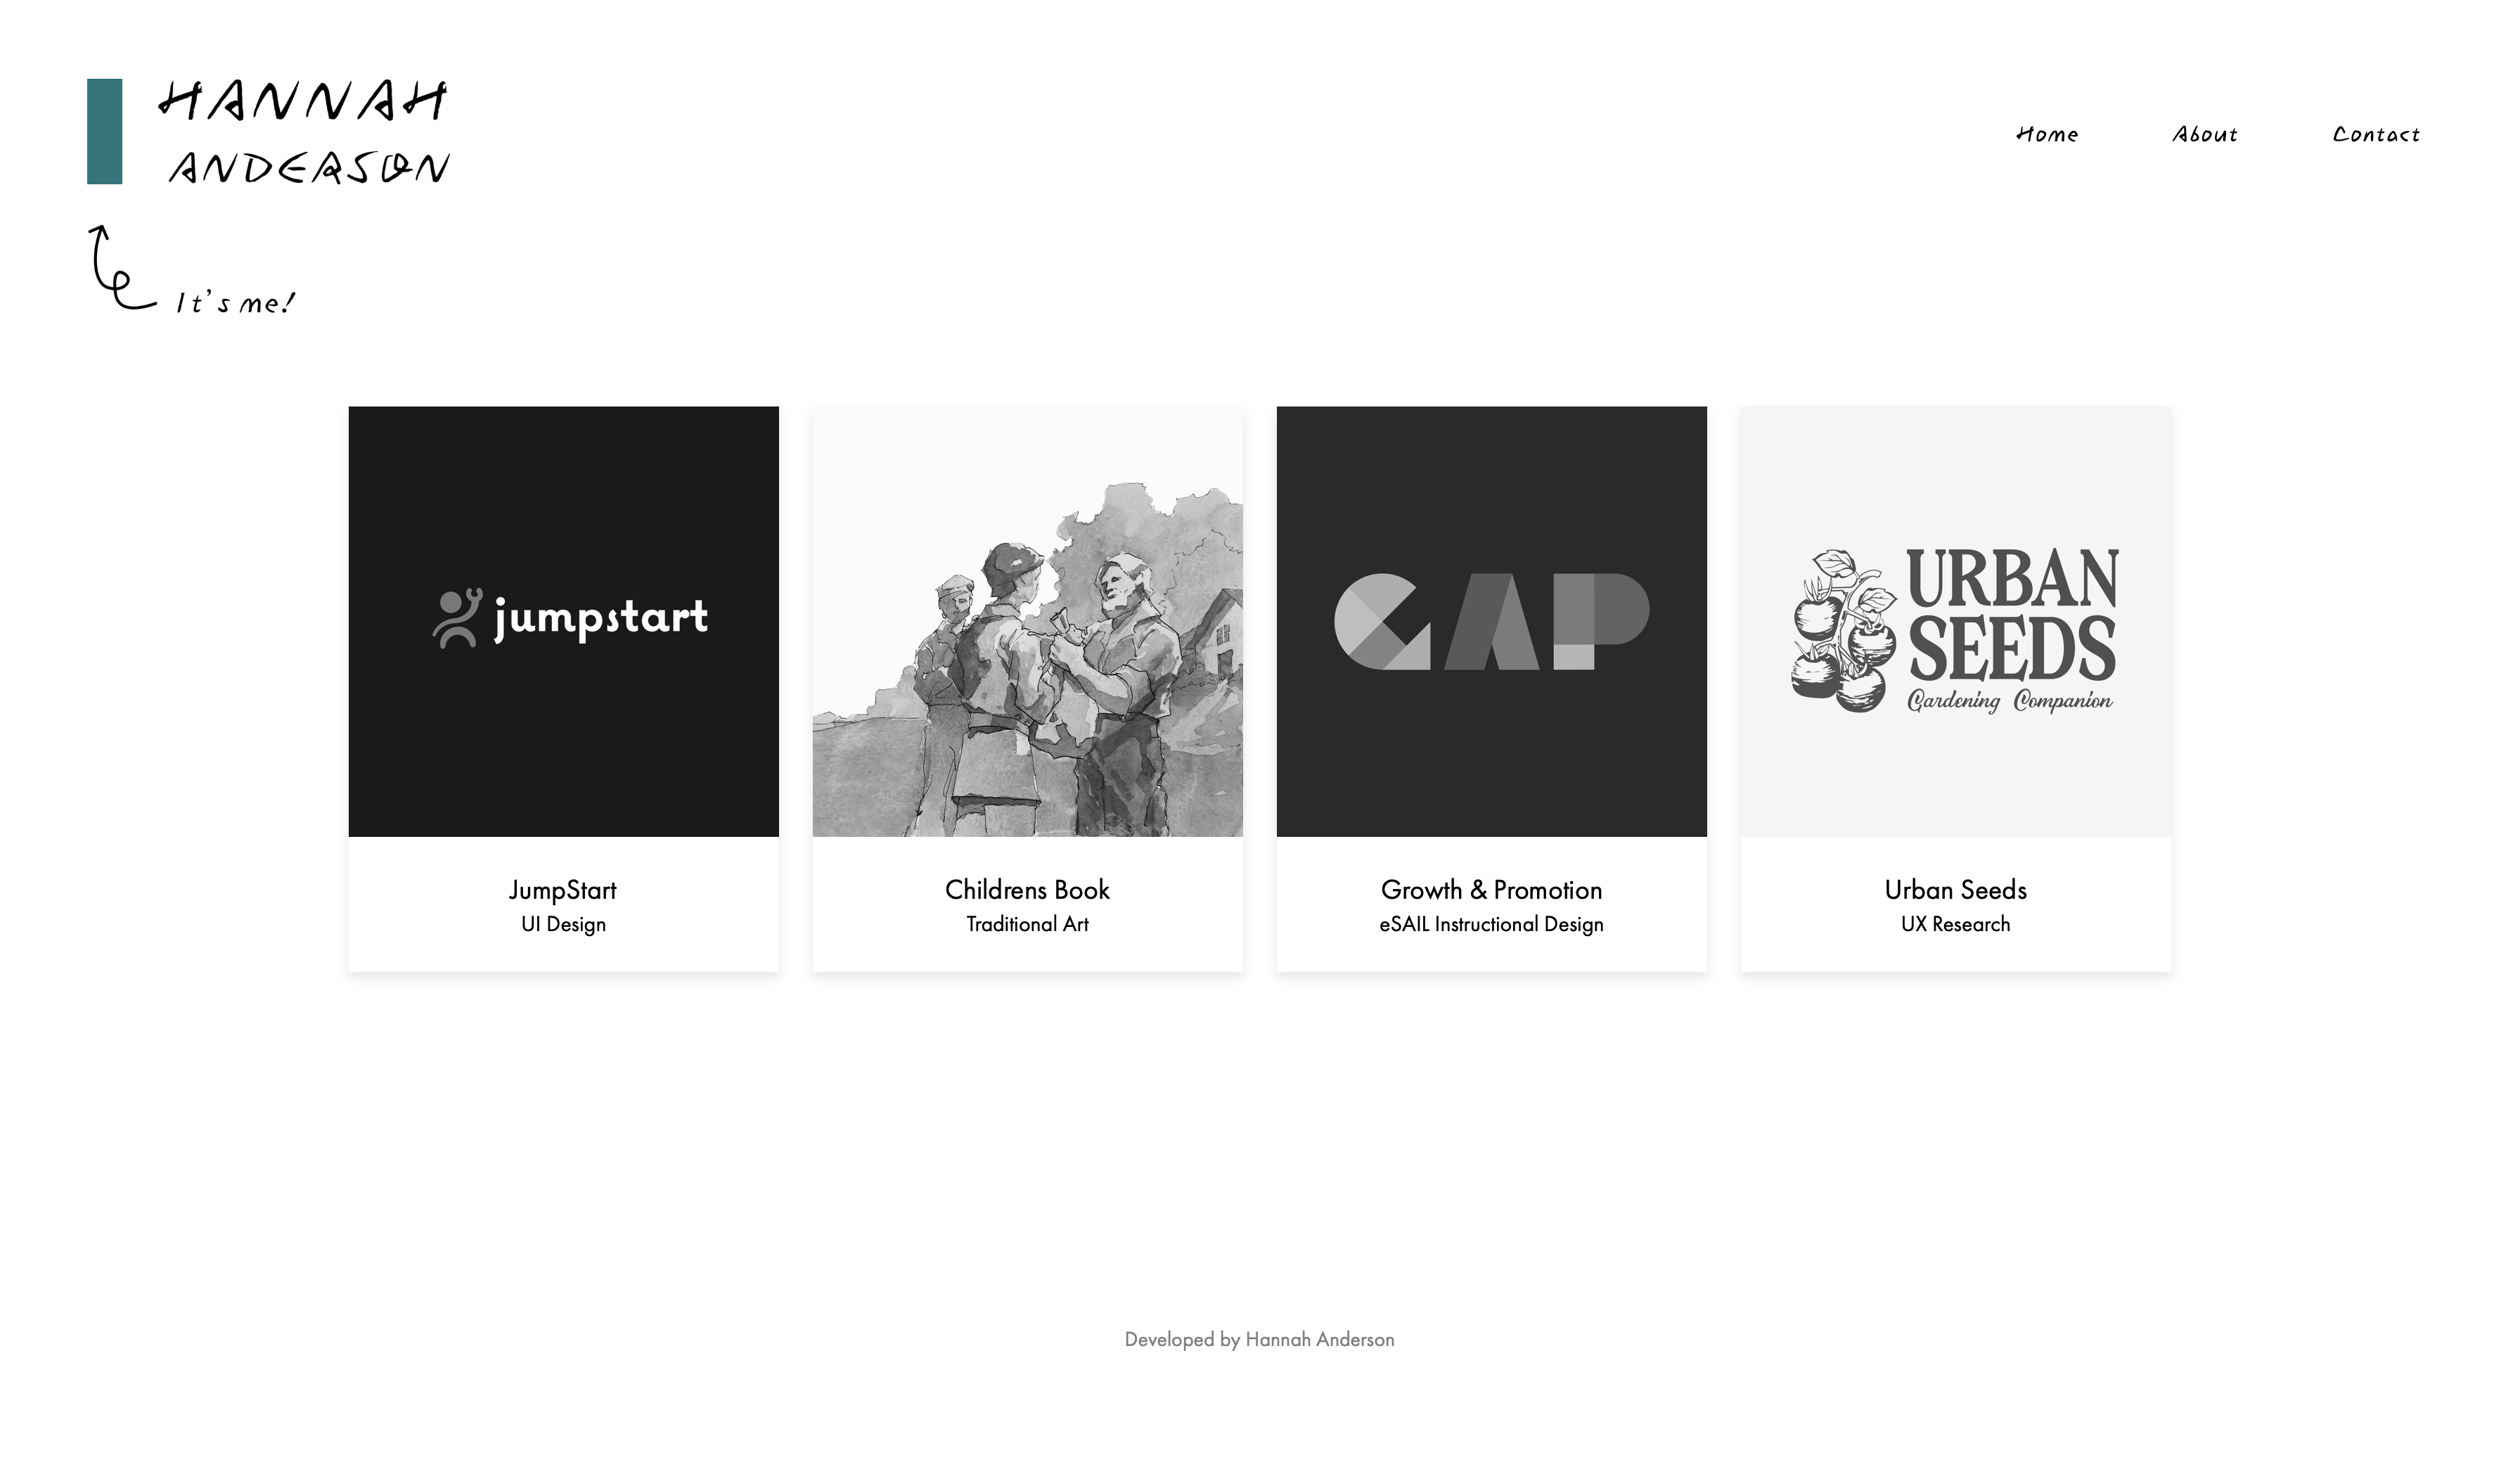 HANNAH
ANDERSON
Home About Contact
It's me!
jumpstart
GAP
URBAN
SEEDS
Gardening Companion
JumpStart
UI Design
Childrens Book
Traditional Art
Growth & Promotion
eSAIL Instructional Design
Urban Seeds
UX Research
Developed by Hannah Anderson